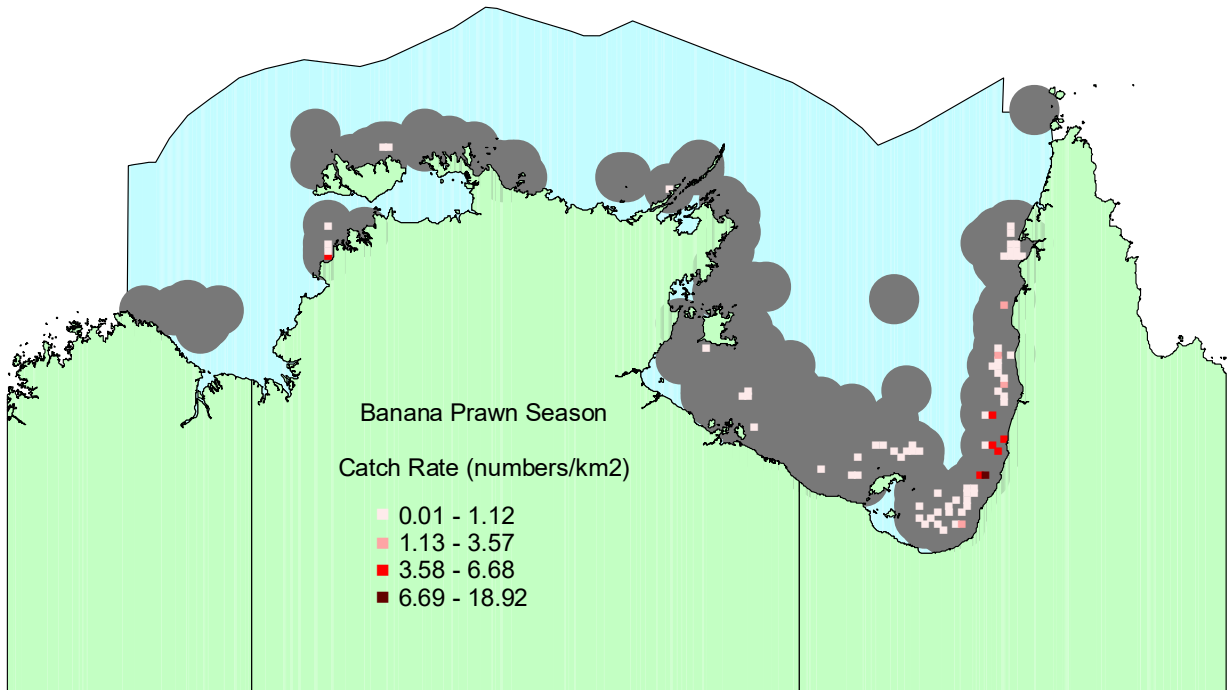 Banana Prawn Season
Catch Rate (numbers/km2)
0.01 - 1.12
1.13 - 3.57
3.58 - 6.68
6.69 - 18.92